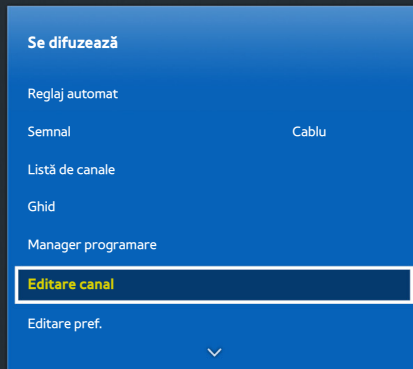 Se difuzează
Reglaj automat
Semnal Cablu
Listă de canale
Ghid
Manager programare
Editare canal
Editare pref.